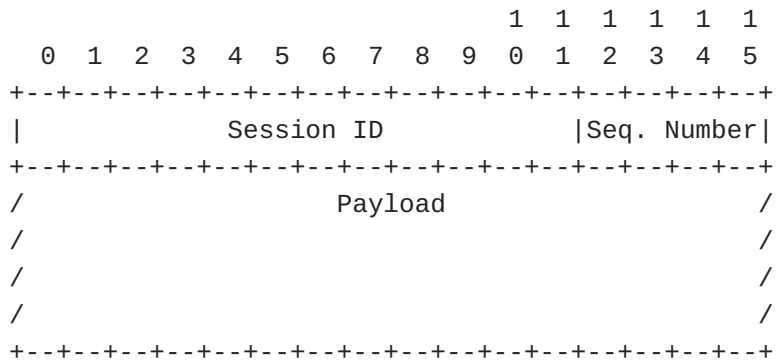 1  1  1  1  1  1
  0  1  2  3  4  5  6  7  8  9  0  1  2  3  4  5
+--+--+--+--+--+--+--+--+--+--+--+--+--+--+--+--+
|             Session ID            |Seq. Number|
+--+--+--+--+--+--+--+--+--+--+--+--+--+--+--+--+
/                    Payload                    /
/                                               /
/                                               /
/                                               /
+--+--+--+--+--+--+--+--+--+--+--+--+--+--+--+--+